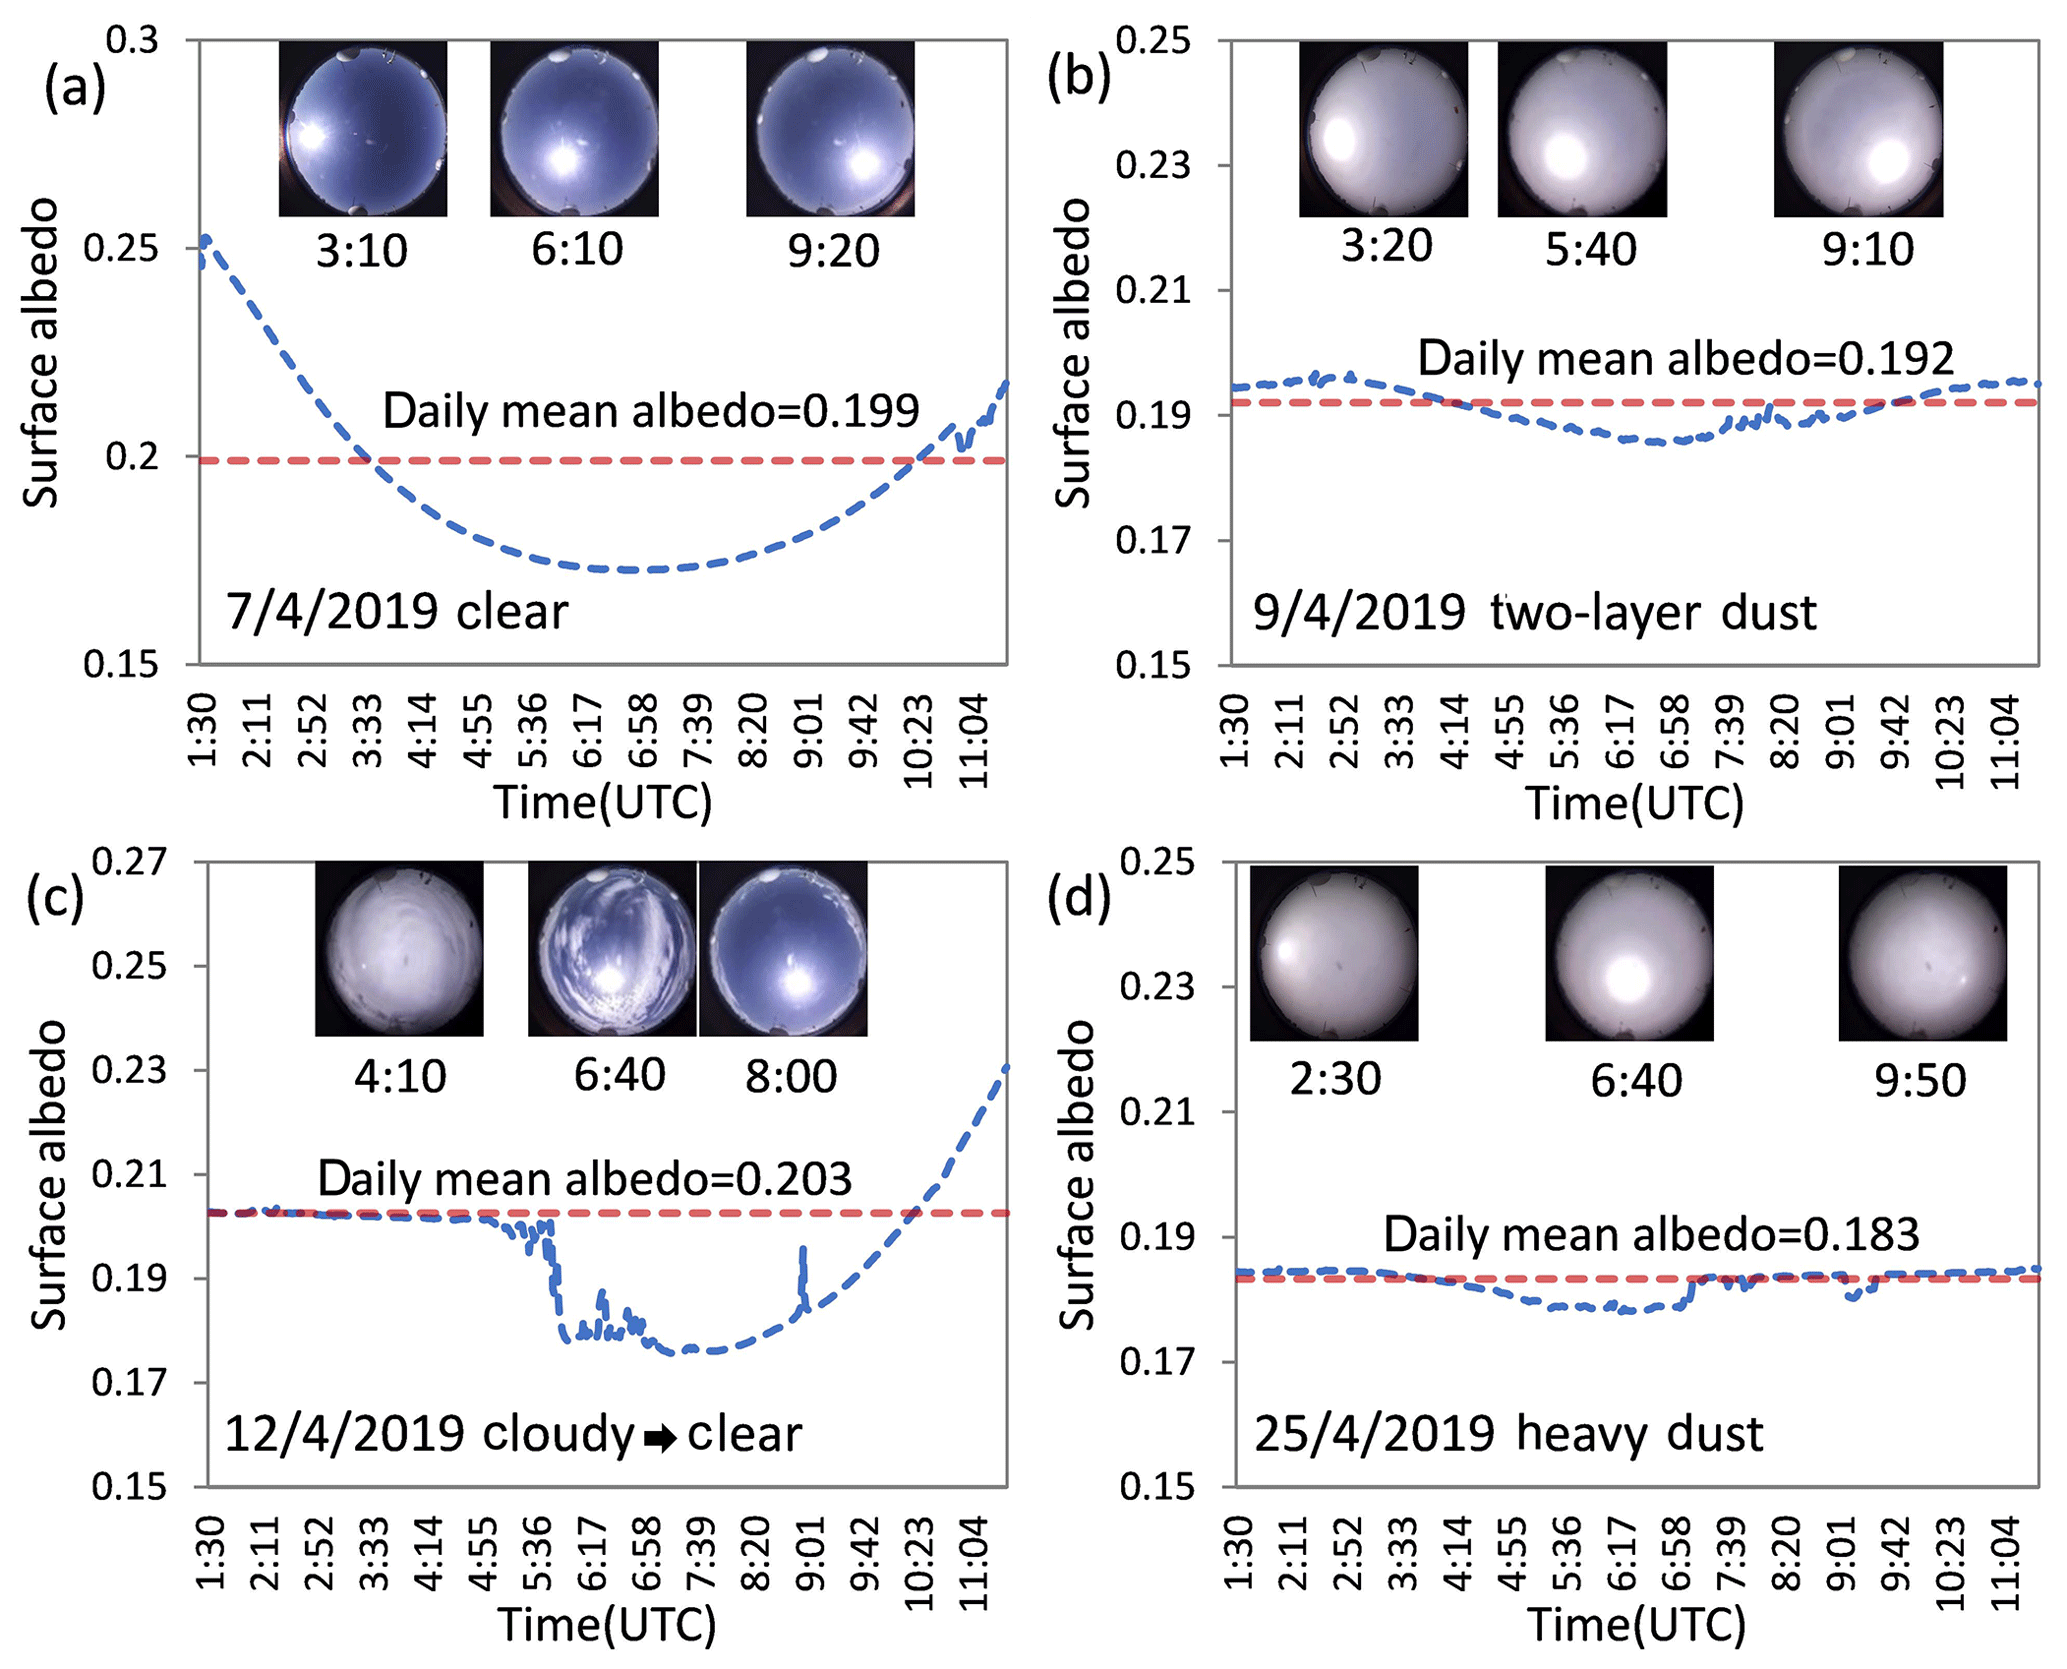 (a)
0.3
0.25
0.2
0.15
Surface albedo
3:10 6:10 9:20
Daily mean albedo=0.199
7/4/2019 clear
1:30 2:11 2:52 3:33 4:14 4:55 5:36 6:17 6:58 7:39 8:20 9:01 9:42 10:23 11:04
Time(UTC)
(b)
0.25
0.23
0.21
0.19
0.17
0.15
Surface albedo
3:20 5:40 9:10
Daily mean albedo=0.192
9/4/2019 two-layer dust
1:30 2:11 2:52 3:33 4:14 4:55 5:36 6:17 6:58 7:39 8:20 9:01 9:42 10:23 11:04
Time(UTC)
(c)
0.27
0.25
0.23
0.21
0.19
0.17
0.15
Surface albedo
4:10 6:40 8:00
Daily mean albedo=0.203
12/4/2019 cloudy ➡ clear
1:30 2:11 2:52 3:33 4:14 4:55 5:36 6:17 6:58 7:39 8:20 9:01 9:42 10:23 11:04
Time(UTC)
(d)
0.25
0.23
0.21
0.19
0.17
0.15
Surface albedo
2:30 6:40 9:50
Daily mean albedo=0.183
25/4/2019 heavy dust
1:30 2:11 2:52 3:33 4:14 4:55 5:36 6:17 6:58 7:39 8:20 9:01 9:42 10:23 11:04
Time(UTC)